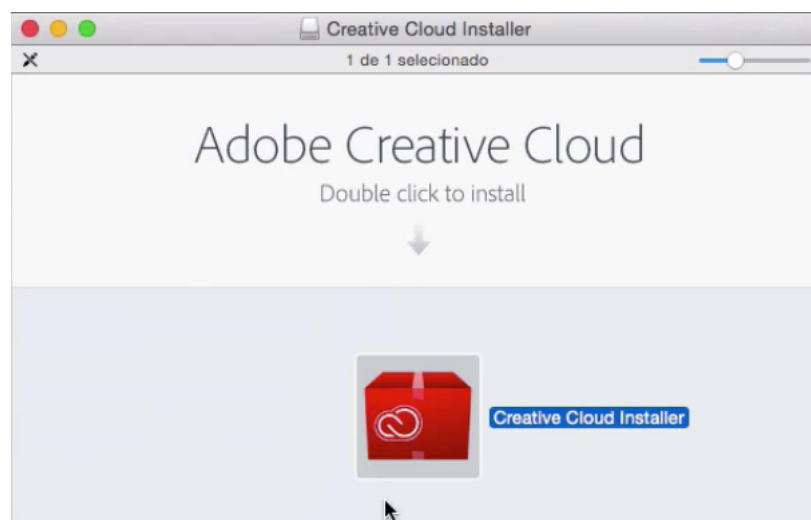 Creative Cloud Installer
1 de 1 selecionado
Adobe Creative Cloud
Double click to install
Creative Cloud Installer